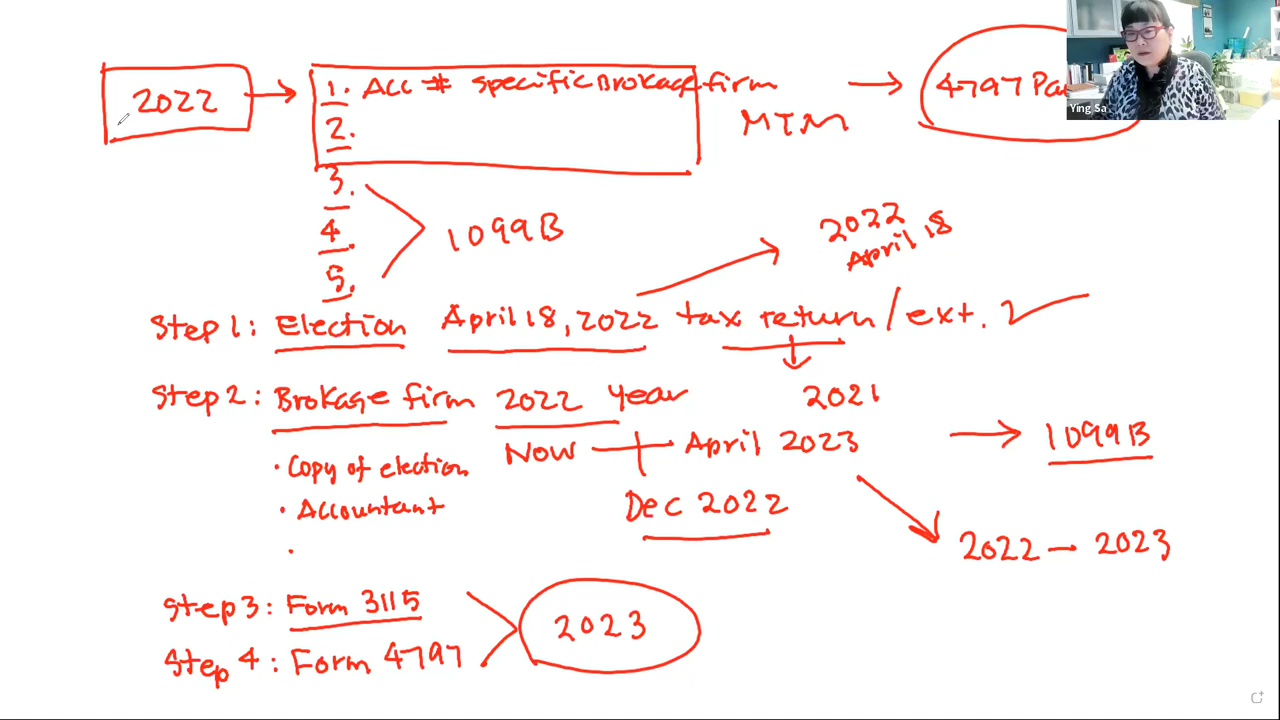 2022
1. Acc # specific Brokage firm
MTM
4797
2.
3.
4.
5.
1099B
2022
April 18
Step 1: Election April 18, 2022 tax return / ext.
2021
Step 2: Brokage firm 2022 year
Now April 2023
1099B
• Copy of election
• Accountant
Dec 2022
2022 - 2023
Step 3: Form 3115
Step 4: Form 4797
2023
Ying Sa